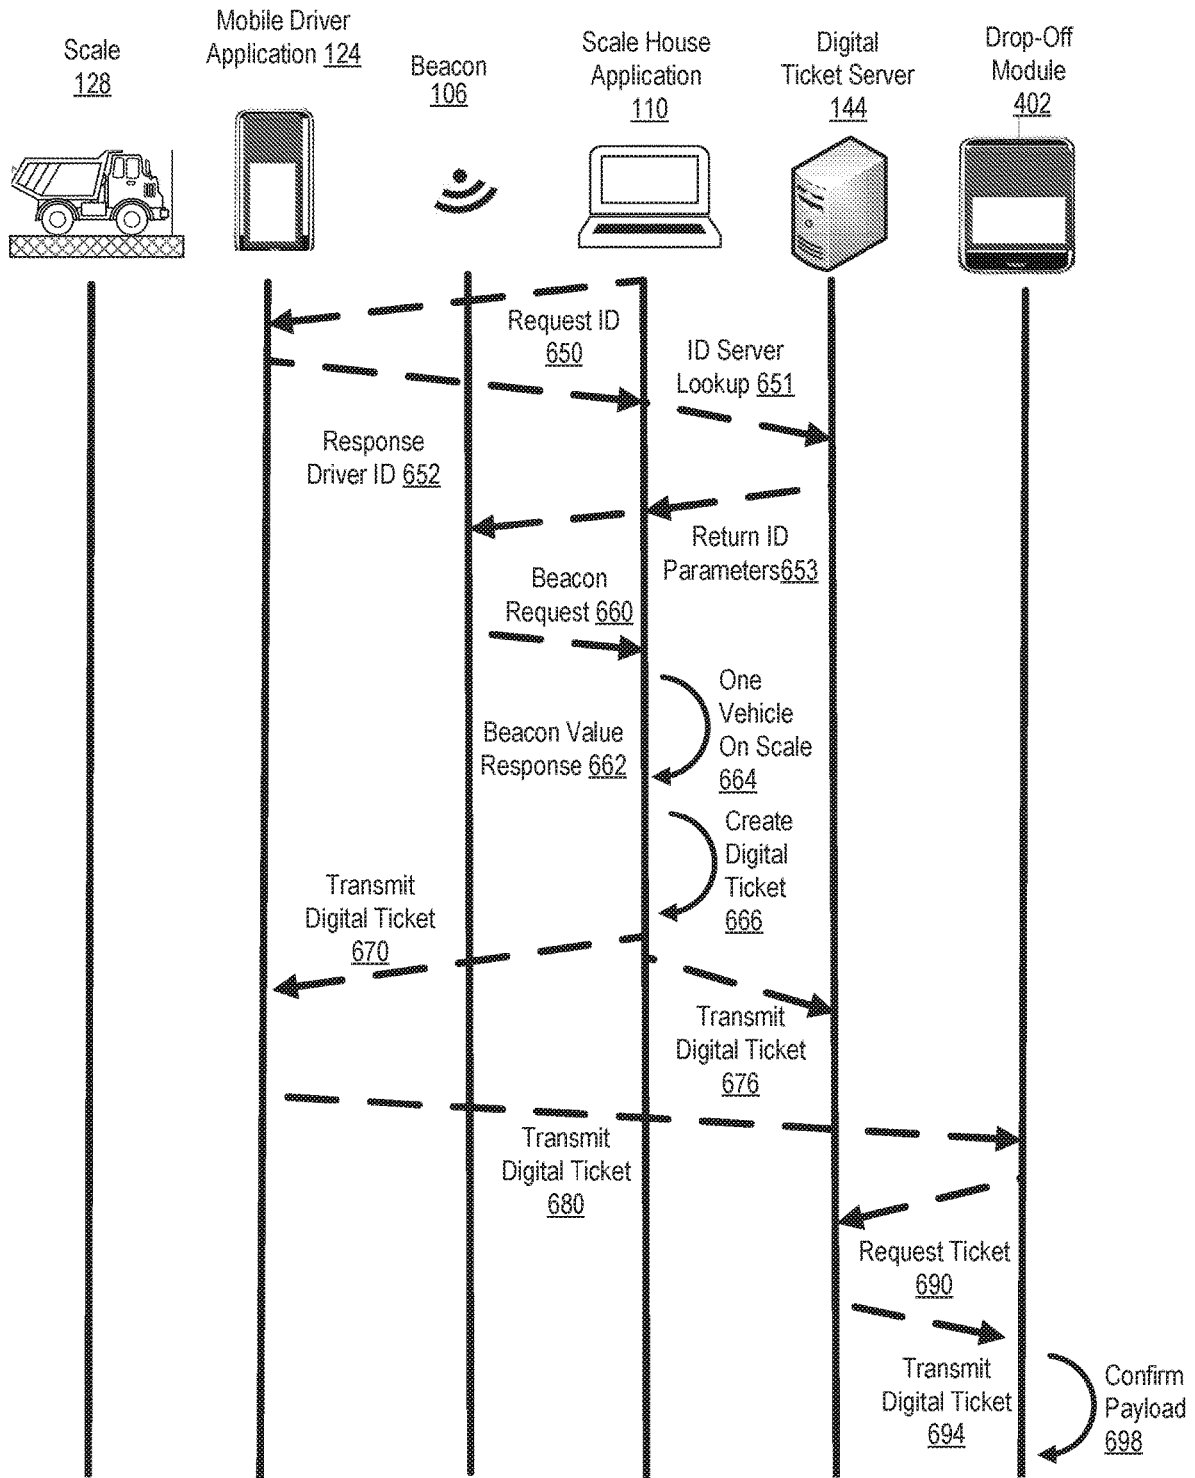 Scale
128
Mobile Driver
Application 124
Beacon
106
Scale House
Application
110
Digital
Ticket Server
144
Drop-Off
Module
402
Request ID
650
ID Server
Lookup 651
Response
Driver ID 652
Return ID
Parameters653
Beacon
Request 660
One
Vehicle
On Scale
664
Beacon Value
Response 662
Create
Digital
Ticket
666
Transmit
Digital Ticket
670
Transmit
Digital Ticket
676
Transmit
Digital Ticket
680
Request Ticket
690
Transmit
Digital Ticket
694
Confirm
Payload
698